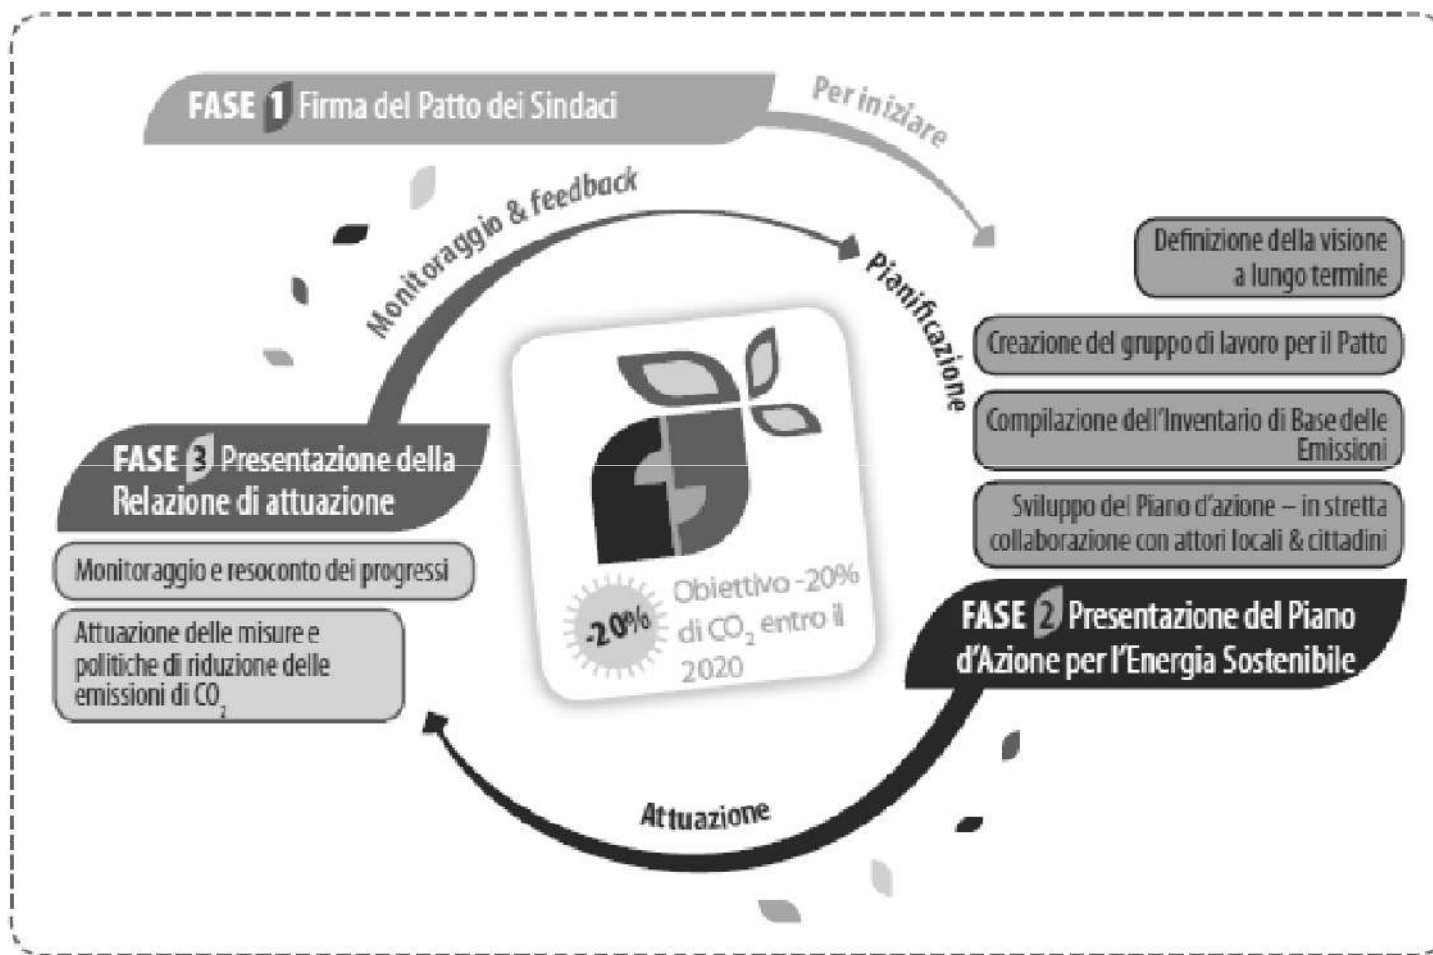 FASE 1 Firma del Patto dei Sindaci
Per iniziare
Monitoraggio & feedback
Pianificazione
Definizione della visione
a lungo termine
Creazione del gruppo di lavoro per il Patto
Compilazione dell'Inventario di Base delle
Emissioni
Sviluppo del Piano d'azione – in stretta
collaborazione con attori locali & cittadini
FASE 2 Presentazione del Piano
d'Azione per l'Energia Sostenibile
FASE 3 Presentazione della
Relazione di attuazione
Monitoraggio e resoconto dei progressi
Attuazione delle misure e
politiche di riduzione delle
emissioni di CO₂
-20%
Obiettivo -20%
di CO₂ entro il
2020
Attuazione